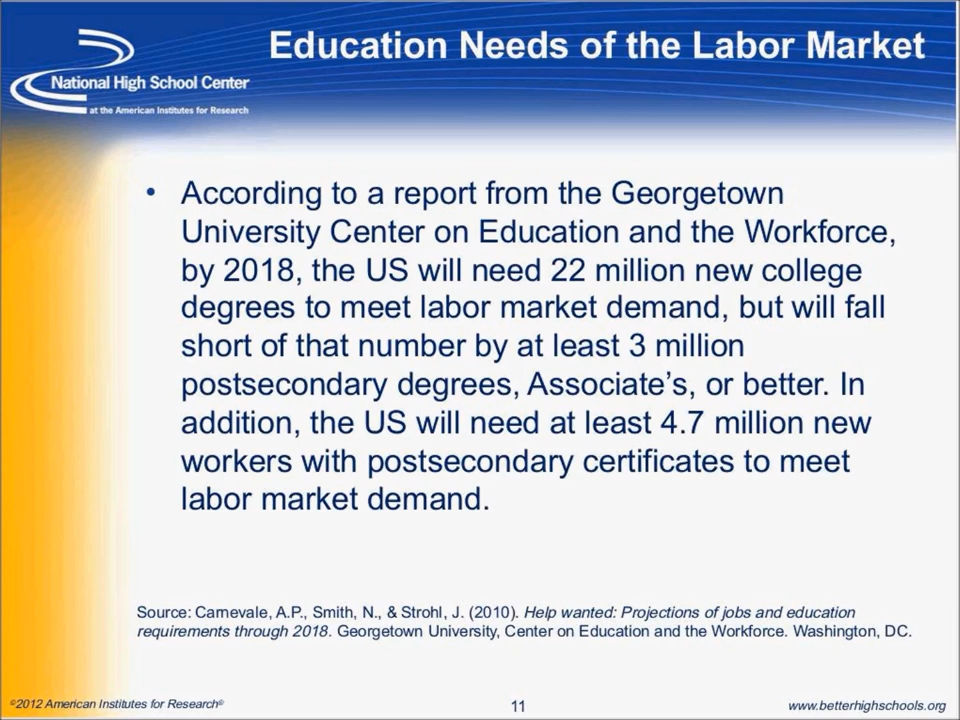 Education Needs of the Labor Market
National High School Center
at the American Institutes for Research
• According to a report from the Georgetown
University Center on Education and the Workforce,
by 2018, the US will need 22 million new college
degrees to meet labor market demand, but will fall
short of that number by at least 3 million
postsecondary degrees, Associate's, or better. In
addition, the US will need at least 4.7 million new
workers with postsecondary certificates to meet
labor market demand.
Source: Carnevale, A.P., Smith, N., & Strohl, J. (2010). Help wanted: Projections of jobs and education
requirements through 2018. Georgetown University, Center on Education and the Workforce. Washington, DC.
©2012 American Institutes for Research®
11
www.betterhighschools.org